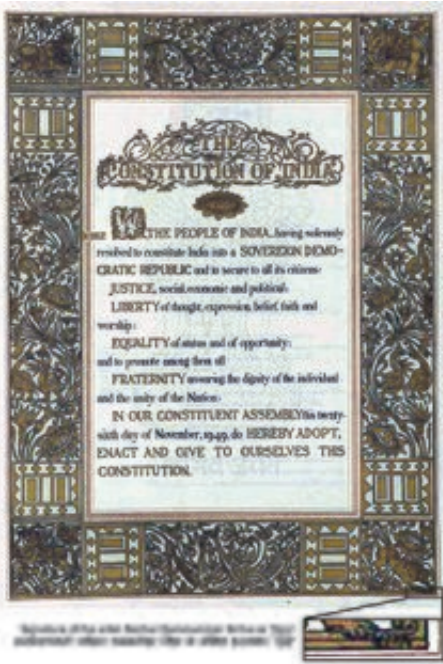 THE
CONSTITUTION OF INDIA
WE, THE PEOPLE OF INDIA, having solemnly
resolved to constitute India into a SOVEREIGN DEMO-
CRATIC REPUBLIC and to secure to all its citizens:
JUSTICE, social, economic and political;
LIBERTY of thought, expression, belief, faith and
worship;
EQUALITY of status and of opportunity;
and to promote among them all
FRATERNITY assuring the dignity of the individual
and the unity of the Nation;
IN OUR CONSTITUENT ASSEMBLY this twenty-
sixth day of November, 1949, do HEREBY ADOPT,
ENACT AND GIVE TO OURSELVES THIS
CONSTITUTION.